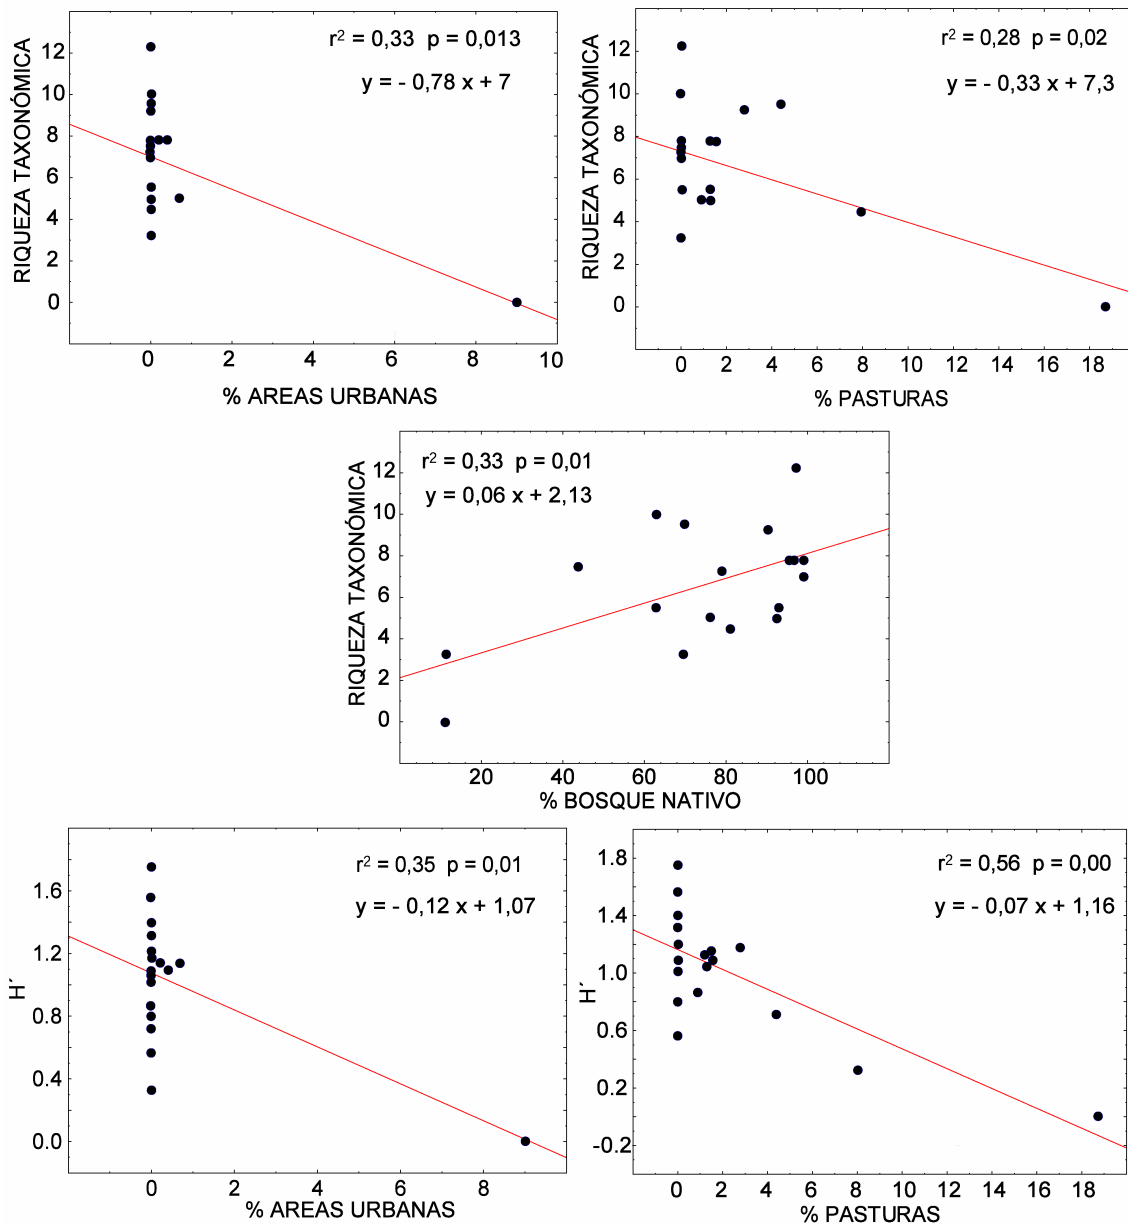 r² = 0,33 p = 0,013
y = - 0,78 x + 7
RIQUEZA TAXONÓMICA
12
10
8
6
4
2
0
0 2 4 6 8 10
% AREAS URBANAS
r² = 0,28 p = 0,02
y = - 0,33 x + 7,3
RIQUEZA TAXONÓMICA
12
10
8
6
4
2
0
0 2 4 6 8 10 12 14 16 18
% PASTURAS
r² = 0,33 p = 0,01
y = 0,06 x + 2,13
RIQUEZA TAXONÓMICA
12
10
8
6
4
2
0
20 40 60 80 100
% BOSQUE NATIVO
r² = 0,35 p = 0,01
y = - 0,12 x + 1,07
H´
1.6
1.2
0.8
0.4
0.0
0 2 4 6 8
% AREAS URBANAS
r² = 0,56 p = 0,00
y = - 0,07 x + 1,16
H´
1.8
1.4
1.0
0.6
0.2
-0.2
0 2 4 6 8 10 12 14 16 18
% PASTURAS